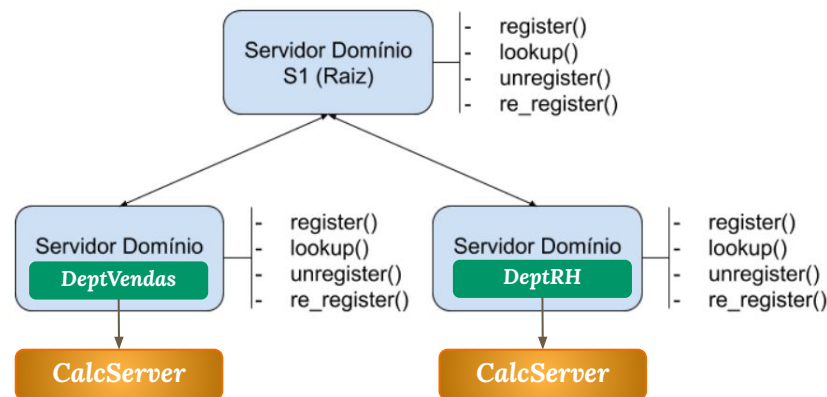 Servidor Domínio
S1 (Raiz)
- register()
- lookup()
- unregister()
- re_register()
Servidor Domínio
DeptVendas
- register()
- lookup()
- unregister()
- re_register()
Servidor Domínio
DeptRH
- register()
- lookup()
- unregister()
- re_register()
CalcServer
CalcServer